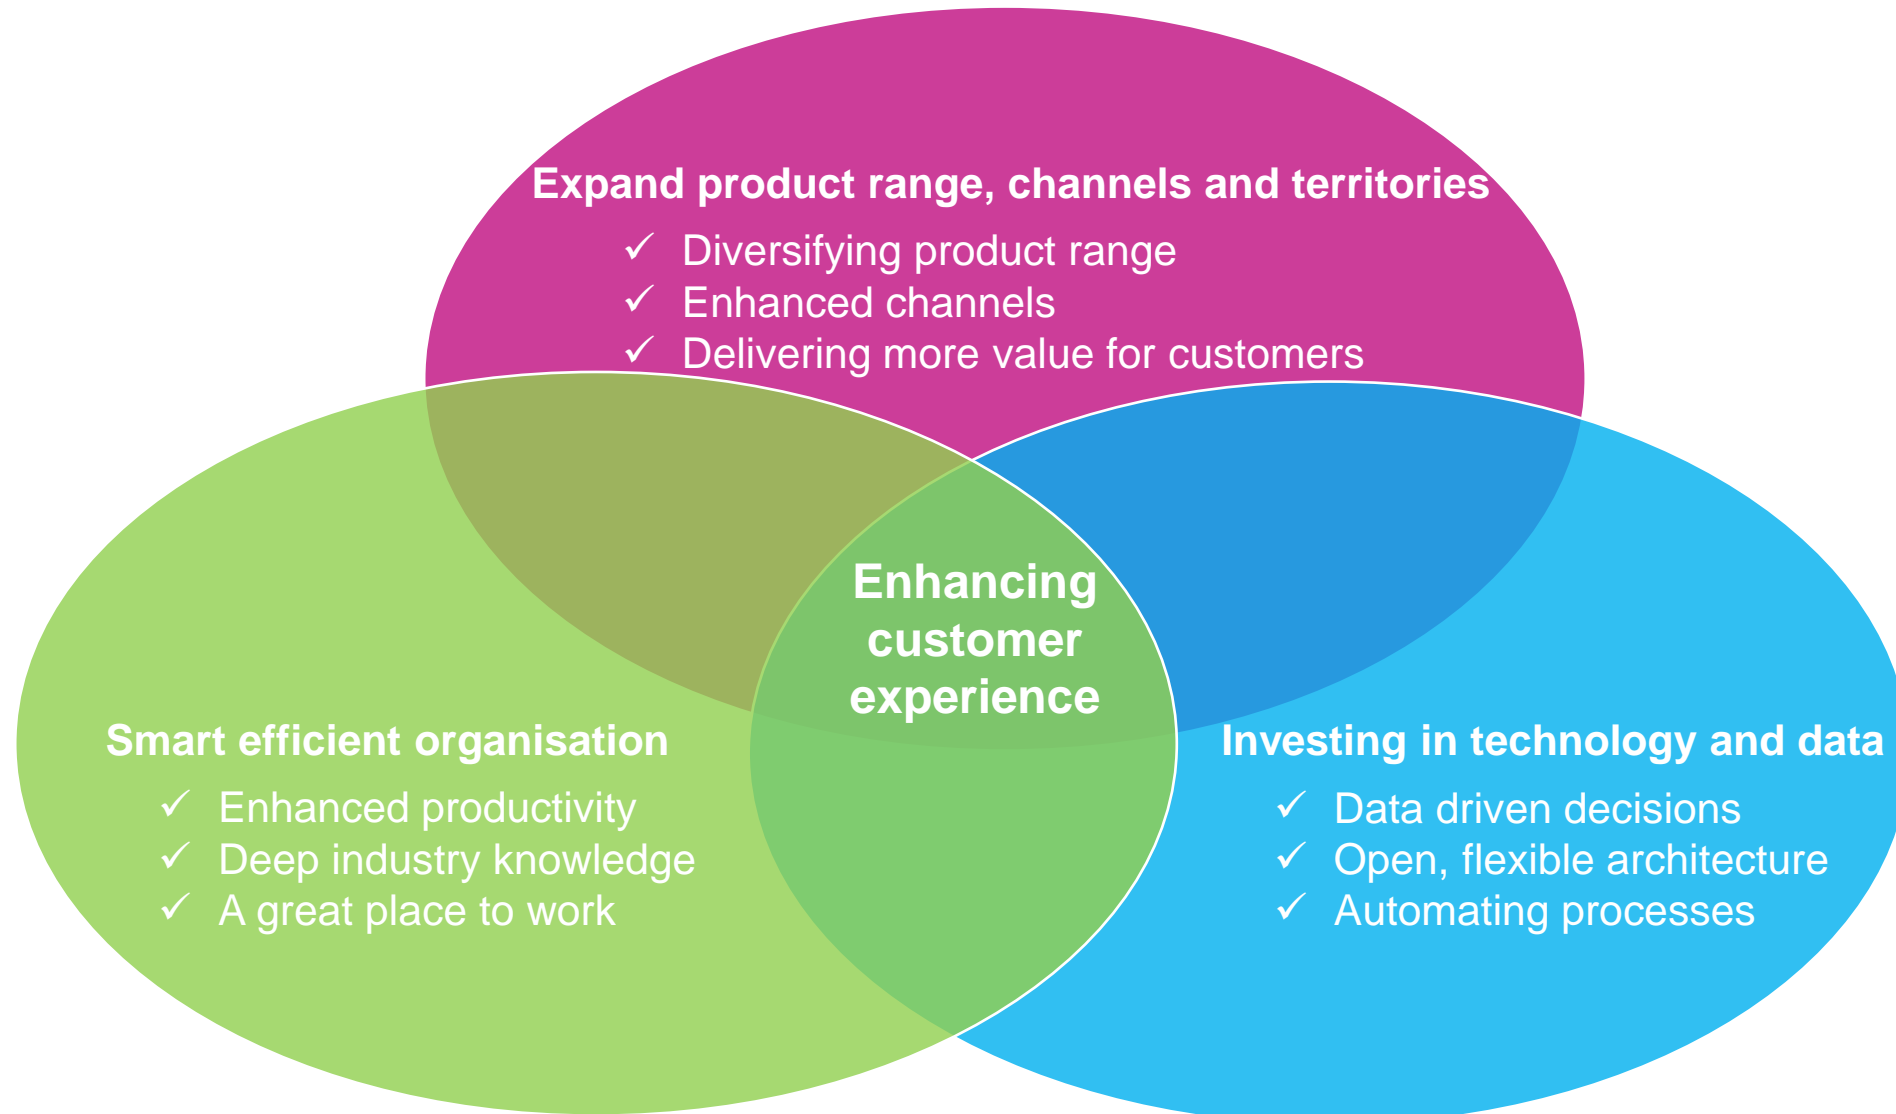 Expand product range, channels and territories
✓ Diversifying product range
✓ Enhanced channels
✓ Delivering more value for customers
Enhancing
customer
experience
Smart efficient organisation
✓ Enhanced productivity
✓ Deep industry knowledge
✓ A great place to work
Investing in technology and data
✓ Data driven decisions
✓ Open, flexible architecture
✓ Automating processes